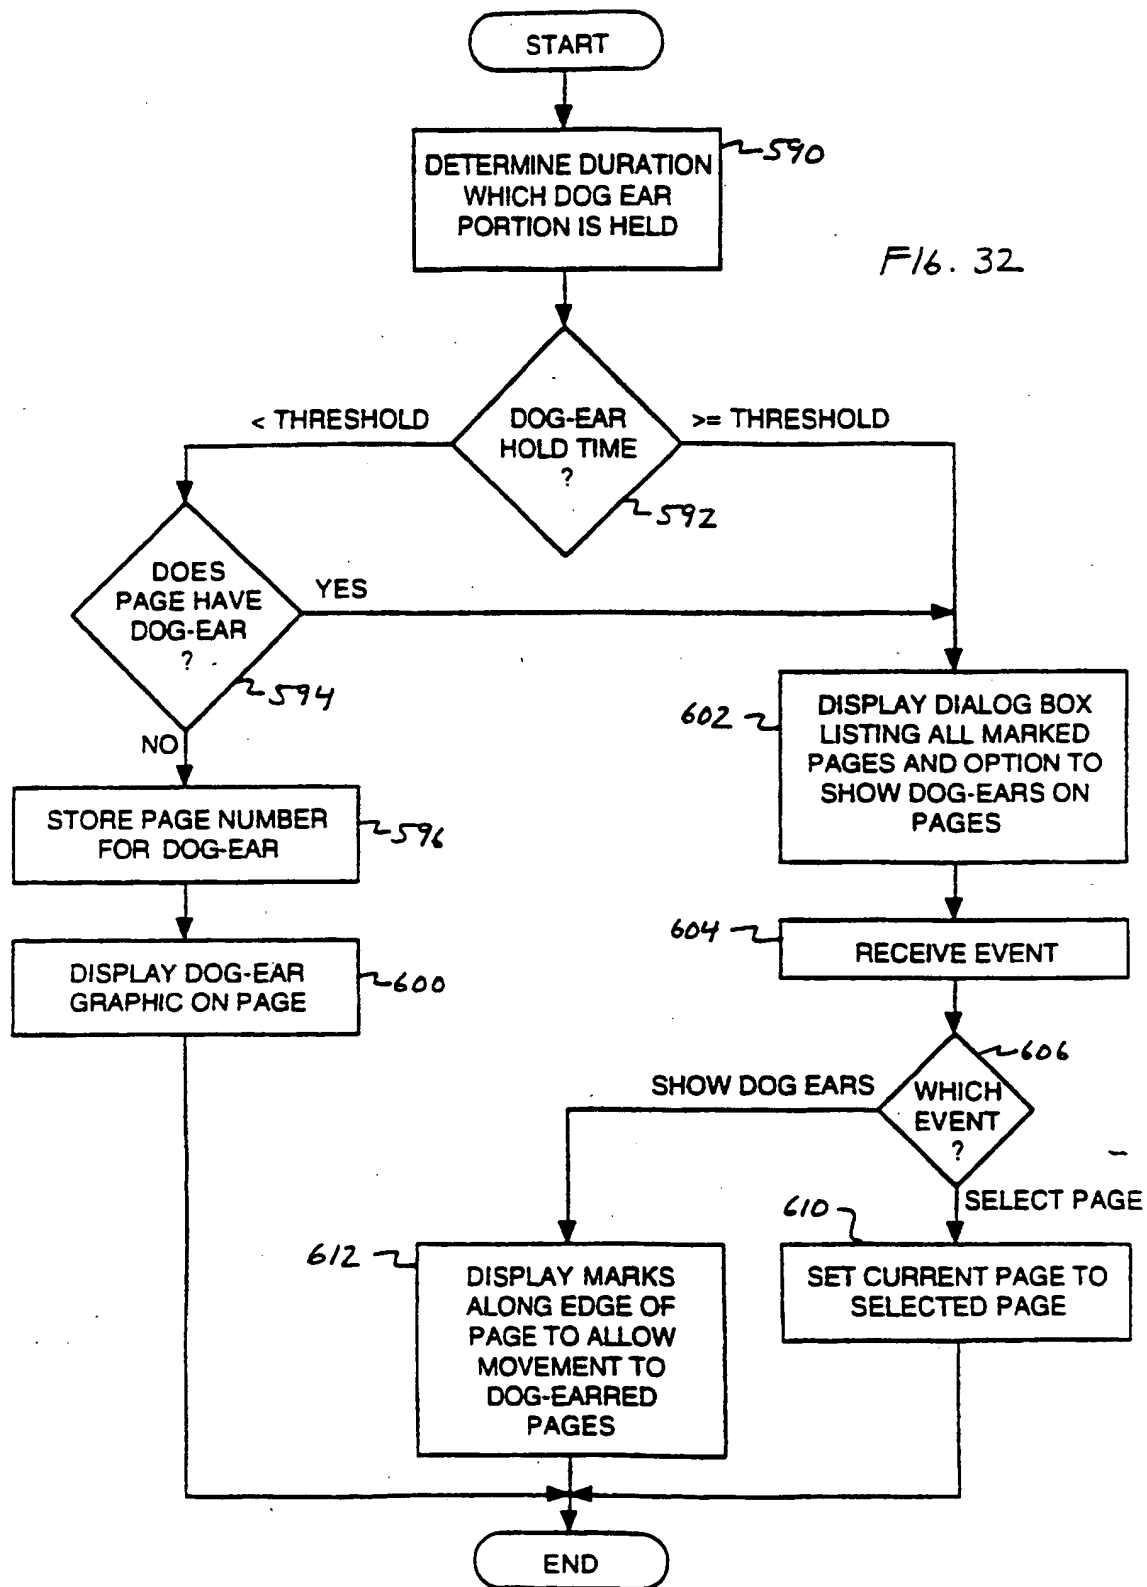 START
DETERMINE DURATION
WHICH DOG EAR
PORTION IS HELD
590
FIG. 32
< THRESHOLD
DOG-EAR
HOLD TIME
?
>= THRESHOLD
592
DOES
PAGE HAVE
DOG-EAR
?
YES
594
NO
STORE PAGE NUMBER
FOR DOG-EAR
596
DISPLAY DOG-EAR
GRAPHIC ON PAGE
600
602
DISPLAY DIALOG BOX
LISTING ALL MARKED
PAGES AND OPTION TO
SHOW DOG-EARS ON
PAGES
604
RECEIVE EVENT
606
SHOW DOG EARS
WHICH
EVENT
?
SELECT PAGE
610
SET CURRENT PAGE TO
SELECTED PAGE
612
DISPLAY MARKS
ALONG EDGE OF
PAGE TO ALLOW
MOVEMENT TO
DOG-EARRED
PAGES
END